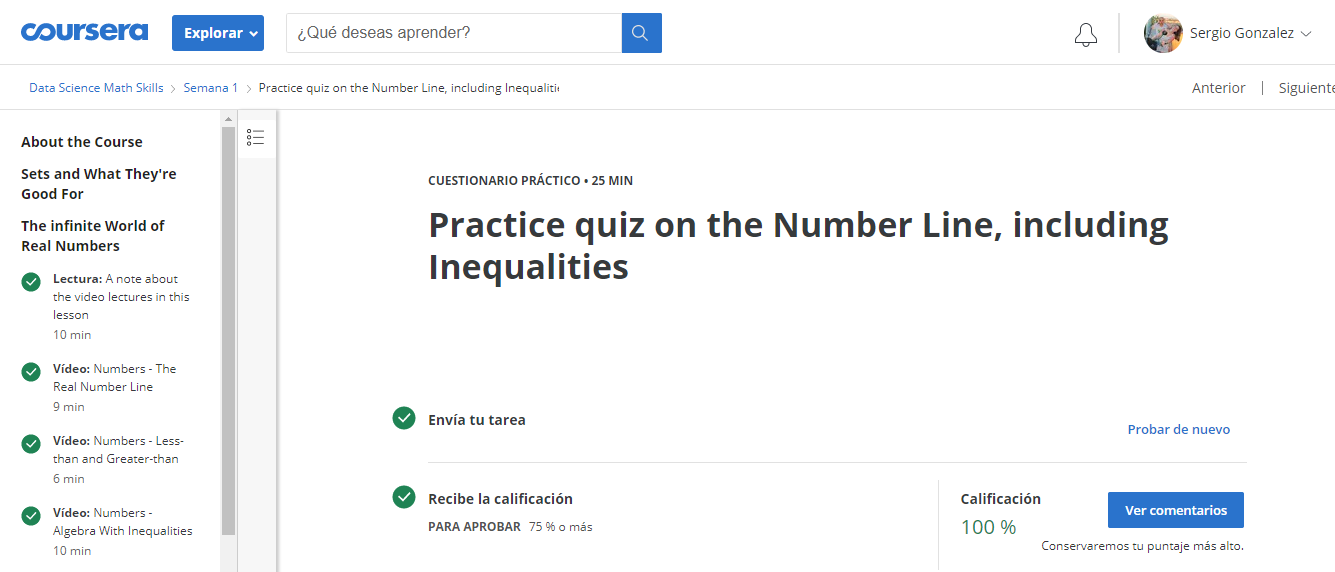 coursera
Explorar
¿Qué deseas aprender?
Sergio Gonzalez
Data Science Math Skills
Semana 1
Practice quiz on the Number Line, including
Anterior
About the Course
Sets and What They're
Good For
The infinite World of
Real Numbers
Lectura: A note about
the video lectures in this
lesson
10 min
Vídeo: Numbers - The
Real Number Line
9 min
Vídeo: Numbers - Less-
than and Greater-than
6 min
Vídeo: Numbers -
Algebra With Inequalities
10 min
CUESTIONARIO PRÁCTICO • 25 MIN
Practice quiz on the Number Line, including
Inequalities
Envía tu tarea
Probar de nuevo
Recibe la calificación
PARA APROBAR 75 % o más
Calificación
100 %
Ver comentarios
Conservaremos tu puntaje más alto.